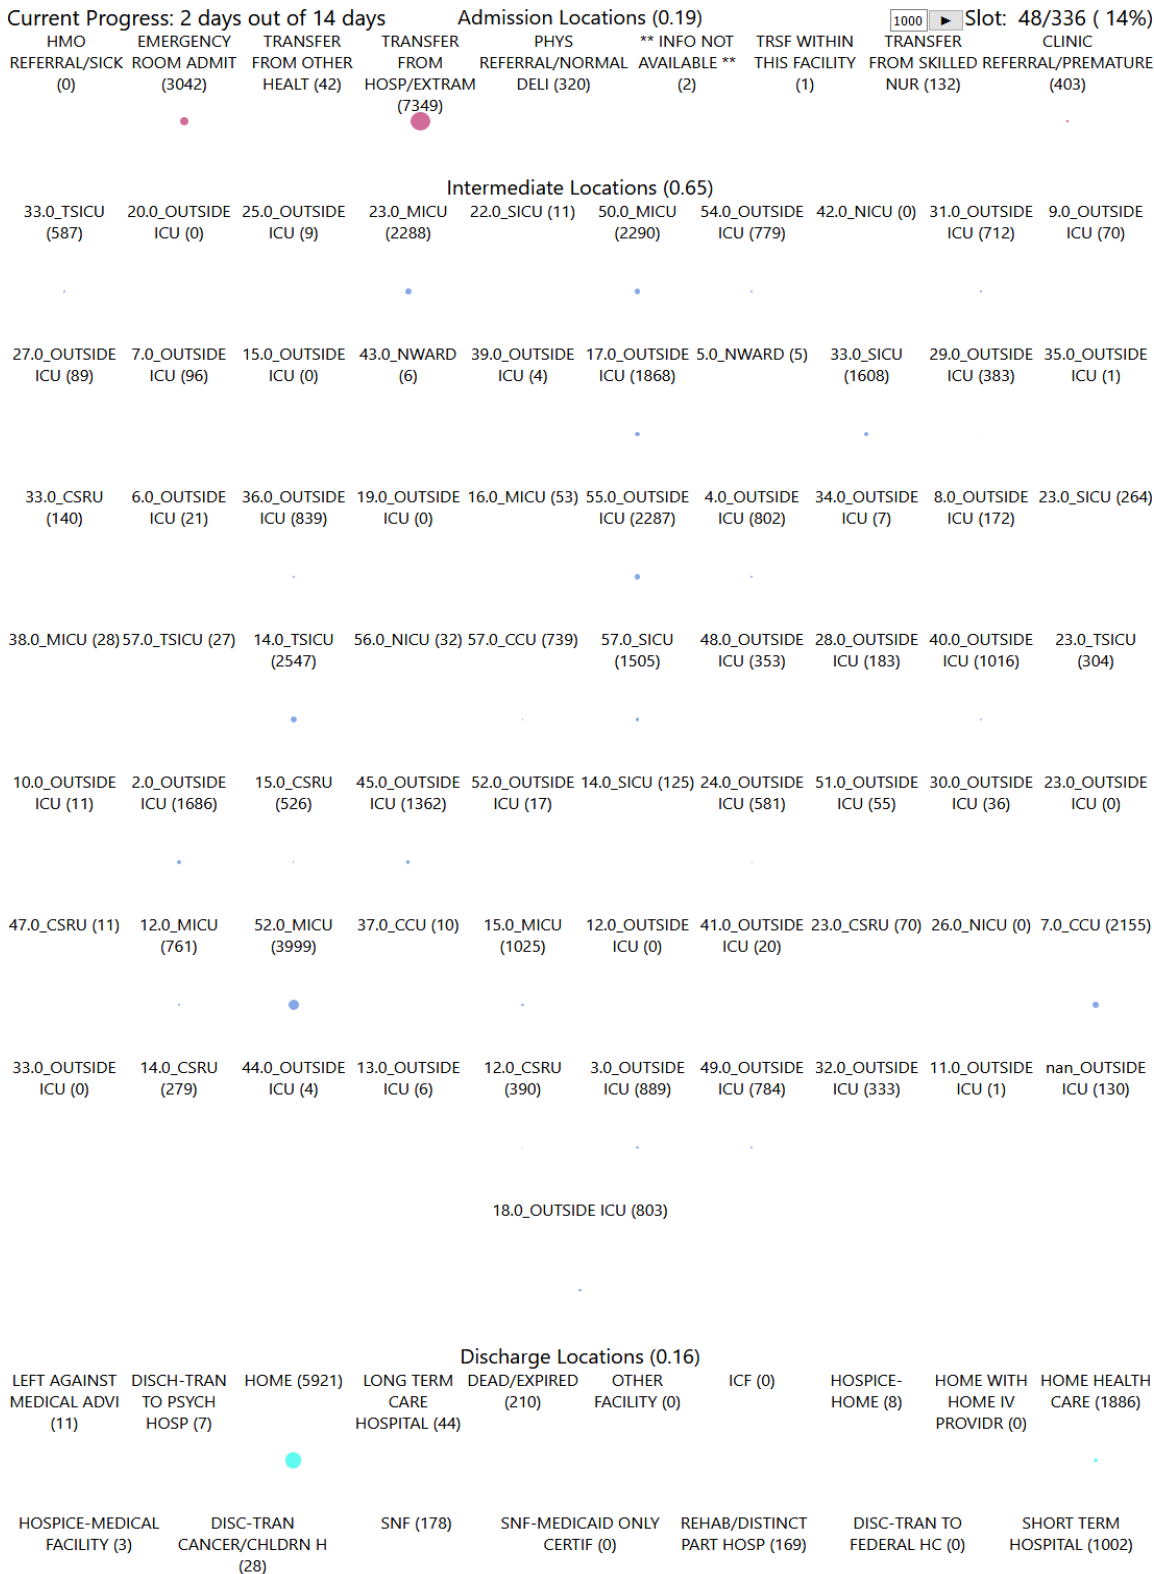 Current Progress: 2 days out of 14 days Admission Locations (0.19) 1000 ▶ Slot: 48/336 ( 14%)
HMO EMERGENCY TRANSFER TRANSFER PHYS ** INFO NOT TRSF WITHIN TRANSFER CLINIC
REFERRAL/SICK ROOM ADMIT FROM OTHER FROM REFERRAL/NORMAL AVAILABLE ** THIS FACILITY FROM SKILLED REFERRAL/PREMATURE
(0) (3042) HEALT (42) HOSP/EXTRAM DELI (320) (2) (1) NUR (132) (403)
(7349)
Intermediate Locations (0.65)
33.0_TSICU 20.0_OUTSIDE 25.0_OUTSIDE 23.0_MICU 22.0_SICU (11) 50.0_MICU 54.0_OUTSIDE 42.0_NICU (0) 31.0_OUTSIDE 9.0_OUTSIDE
(587) ICU (0) ICU (9) (2288) (2290) ICU (779) ICU (712) ICU (70)
27.0_OUTSIDE 7.0_OUTSIDE 15.0_OUTSIDE 43.0_NWARD 39.0_OUTSIDE 17.0_OUTSIDE 5.0_NWARD (5) 33.0_SICU 29.0_OUTSIDE 35.0_OUTSIDE
ICU (89) ICU (96) ICU (0) (6) ICU (4) ICU (1868) (1608) ICU (383) ICU (1)
33.0_CSRU 6.0_OUTSIDE 36.0_OUTSIDE 19.0_OUTSIDE 16.0_MICU (53) 55.0_OUTSIDE 4.0_OUTSIDE 34.0_OUTSIDE 8.0_OUTSIDE 23.0_SICU (264)
(140) ICU (21) ICU (839) ICU (0) ICU (2287) ICU (802) ICU (7) ICU (172)
38.0_MICU (28) 57.0_TSICU (27) 14.0_TSICU 56.0_NICU (32) 57.0_CCU (739) 57.0_SICU 48.0_OUTSIDE 28.0_OUTSIDE 40.0_OUTSIDE 23.0_TSICU
(2547) (1505) ICU (353) ICU (183) ICU (1016) (304)
10.0_OUTSIDE 2.0_OUTSIDE 15.0_CSRU 45.0_OUTSIDE 52.0_OUTSIDE 14.0_SICU (125) 24.0_OUTSIDE 51.0_OUTSIDE 30.0_OUTSIDE 23.0_OUTSIDE
ICU (11) ICU (1686) (526) ICU (1362) ICU (17) ICU (581) ICU (55) ICU (36) ICU (0)
47.0_CSRU (11) 12.0_MICU 52.0_MICU 37.0_CCU (10) 15.0_MICU 12.0_OUTSIDE 41.0_OUTSIDE 23.0_CSRU (70) 26.0_NICU (0) 7.0_CCU (2155)
(761) (3999) (1025) ICU (0) ICU (20)
33.0_OUTSIDE 14.0_CSRU 44.0_OUTSIDE 13.0_OUTSIDE 12.0_CSRU 3.0_OUTSIDE 49.0_OUTSIDE 32.0_OUTSIDE 11.0_OUTSIDE nan_OUTSIDE
ICU (0) (279) ICU (4) ICU (6) (390) ICU (889) ICU (784) ICU (333) ICU (1) ICU (130)
18.0_OUTSIDE ICU (803)
Discharge Locations (0.16)
LEFT AGAINST DISCH-TRAN HOME (5921) LONG TERM DEAD/EXPIRED OTHER ICF (0) HOSPICE- HOME WITH HOME HEALTH
MEDICAL ADVI TO PSYCH CARE (210) FACILITY (0) HOME (8) HOME IV CARE (1886)
(11) HOSP (7) HOSPITAL (44) PROVIDR (0)
HOSPICE-MEDICAL DISC-TRAN SNF (178) SNF-MEDICAID ONLY REHAB/DISTINCT DISC-TRAN TO SHORT TERM
FACILITY (3) CANCER/CHLDRN H CERTIF (0) PART HOSP (169) FEDERAL HC (0) HOSPITAL (1002)
(28)